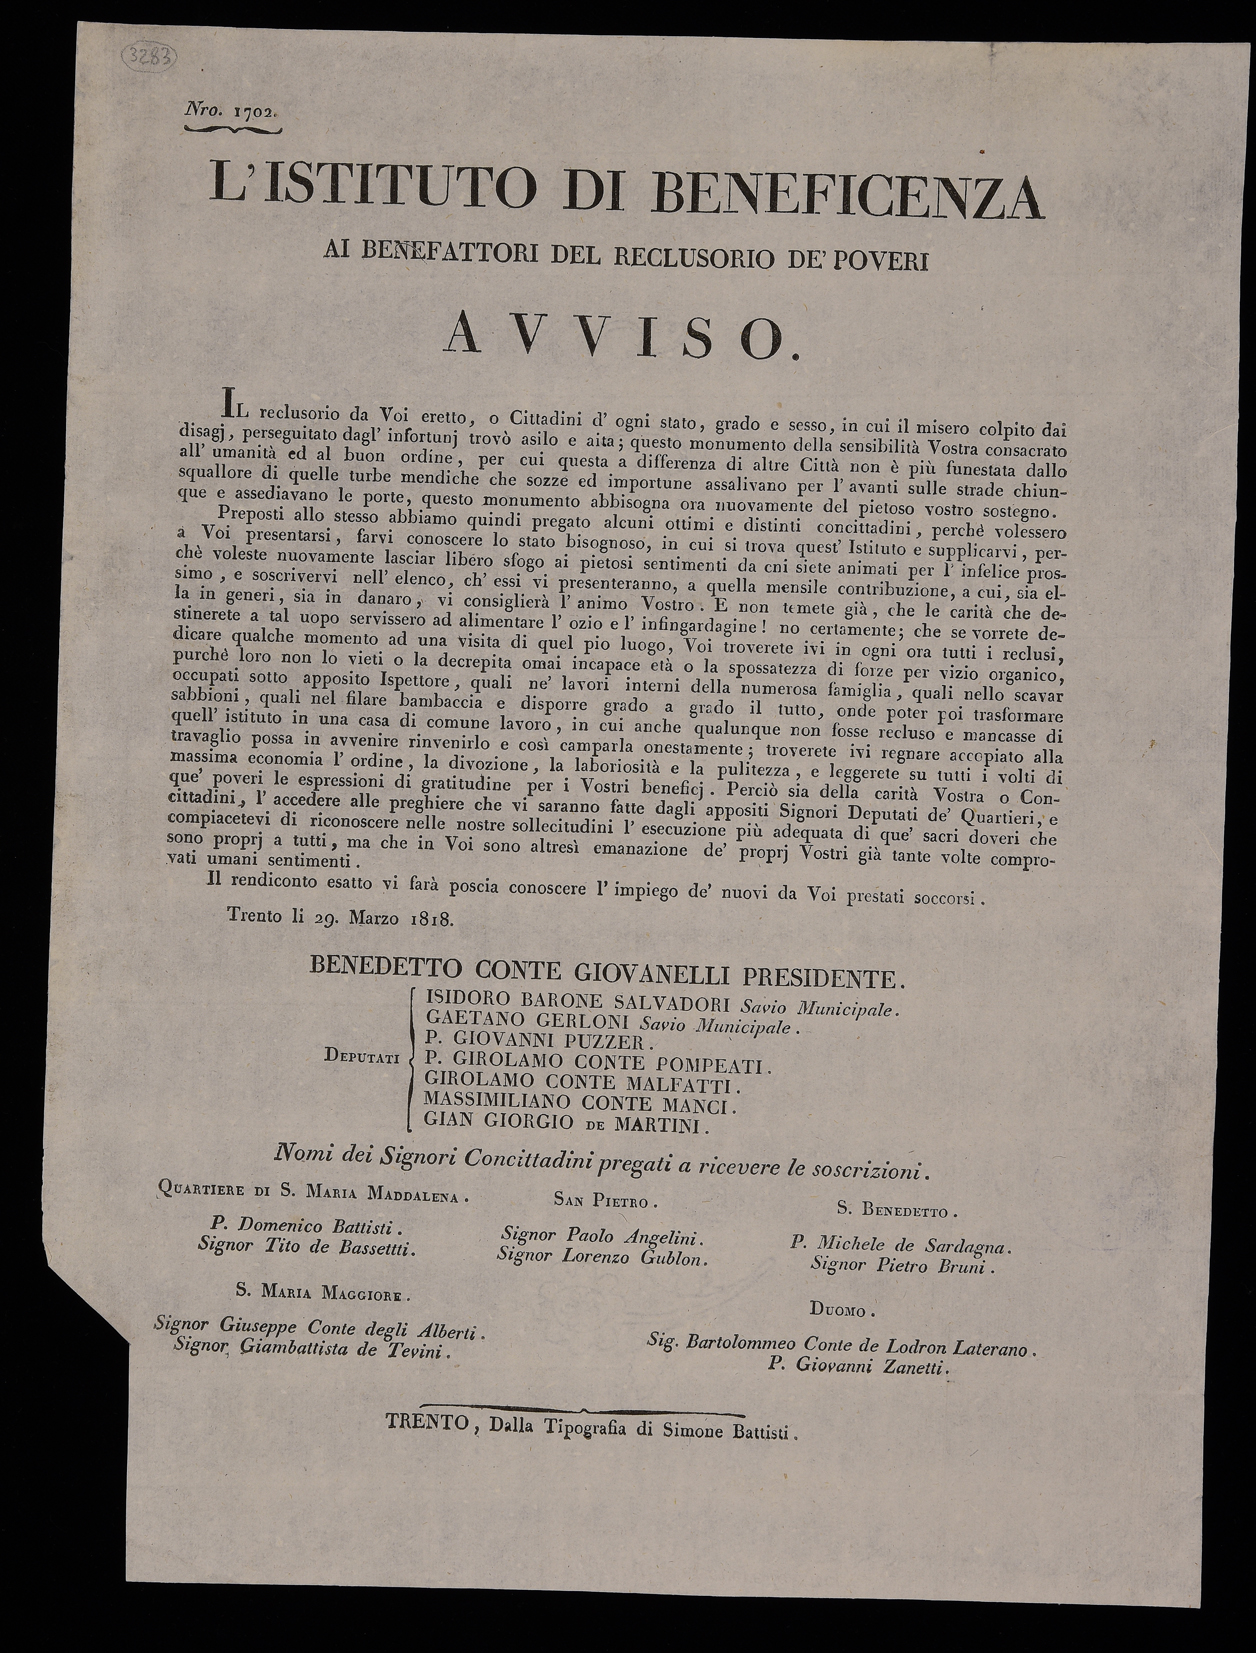 3283
Nro. 1702.
L' ISTITUTO DI BENEFICENZA
AI BENEFATTORI DEL RECLUSORIO DE' POVERI
AVVISO.
IL reclusorio da Voi eretto, o Cittadini d' ogni stato, grado e sesso, in cui il misero colpito dai
disagj, perseguitato dagl' infortunj trovò asilo e aita; questo monumento della sensibilità Vostra consacrato
all' umanità ed al buon ordine, per cui questa a differenza di altre Città non è più funestata dallo
squallore di quelle turbe mendiche che sozze ed importune assalivano per l' avanti sulle strade chiun-
que e assediavano le porte, questo monumento abbisogna ora nuovamente del pietoso vostro sostegno.
Preposti allo stesso abbiamo quindi pregato alcuni ottimi e distinti concittadini, perchè volessero
a Voi presentarsi, farvi conoscere lo stato bisognoso, in cui si trova quest' Istituto e supplicarvi, per-
chè voleste nuovamente lasciar libero sfogo ai pietosi sentimenti da cni siete animati per l' infelice pros-
simo, e soscrivervi nell' elenco, ch' essi vi presenteranno, a quella mensile contribuzione, a cui, sia el-
la in generi, sia in danaro, vi consiglierà l' animo Vostro. E non temete già, che le carità che de-
stinerete a tal uopo servissero ad alimentare l' ozio e l' infingardagine! no certamente; che se vorrete de-
dicare qualche momento ad una visita di quel pio luogo, Voi troverete ivi in ogni ora tutti i reclusi,
purchè loro non lo vieti o la decrepita omai incapace età o la spossatezza di forze per vizio organico,
occupati sotto apposito Ispettore, quali ne' lavori interni della numerosa famiglia, quali nello scavar
sabbioni, quali nel filare bambaccia e disporre grado a grado il tutto, onde poter poi trasformare
quell' istituto in una casa di comune lavoro, in cui anche qualunque non fosse recluso e mancasse di
travaglio possa in avvenire rinvenirlo e così camparla onestamente; troverete ivi regnare accopiato alla
massima economia l' ordine, la divozione, la laboriosità e la pulitezza, e leggerete su tutti i volti di
que' poveri le espressioni di gratitudine per i Vostri beneficj. Perciò sia della carità Vostra o Con-
cittadini, l' accedere alle preghiere che vi saranno fatte dagli appositi Signori Deputati de' Quartieri, e
compiacetevi di riconoscere nelle nostre sollecitudini l' esecuzione più adequata di que' sacri doveri che
sono proprj a tutti, ma che in Voi sono altresì emanazione de' proprj Vostri già tante volte compro-
vati umani sentimenti.
Il rendiconto esatto vi farà poscia conoscere l' impiego de' nuovi da Voi prestati soccorsi.
Trento li 29. Marzo 1818.
BENEDETTO CONTE GIOVANELLI PRESIDENTE.
DEPUTATI
ISIDORO BARONE SALVADORI Savio Municipale.
GAETANO GERLONI Savio Municipale.
P. GIOVANNI PUZZER.
P. GIROLAMO CONTE POMPEATI.
GIROLAMO CONTE MALFATTI.
MASSIMILIANO CONTE MANCI.
GIAN GIORGIO DE MARTINI.
Nomi dei Signori Concittadini pregati a ricevere le soscrizioni.
QUARTIERE DI S. MARIA MADDALENA.
P. Domenico Battisti.
Signor Tito de Bassettti.
SAN PIETRO.
Signor Paolo Angelini.
Signor Lorenzo Gublon.
S. BENEDETTO.
P. Michele de Sardagna.
Signor Pietro Bruni.
S. MARIA MAGGIORE.
Signor Giuseppe Conte degli Alberti.
Signor Giambattista de Tevini.
DUOMO.
Sig. Bartolommeo Conte de Lodron Laterano.
P. Giovanni Zanetti.
TRENTO, Dalla Tipografia di Simone Battisti.